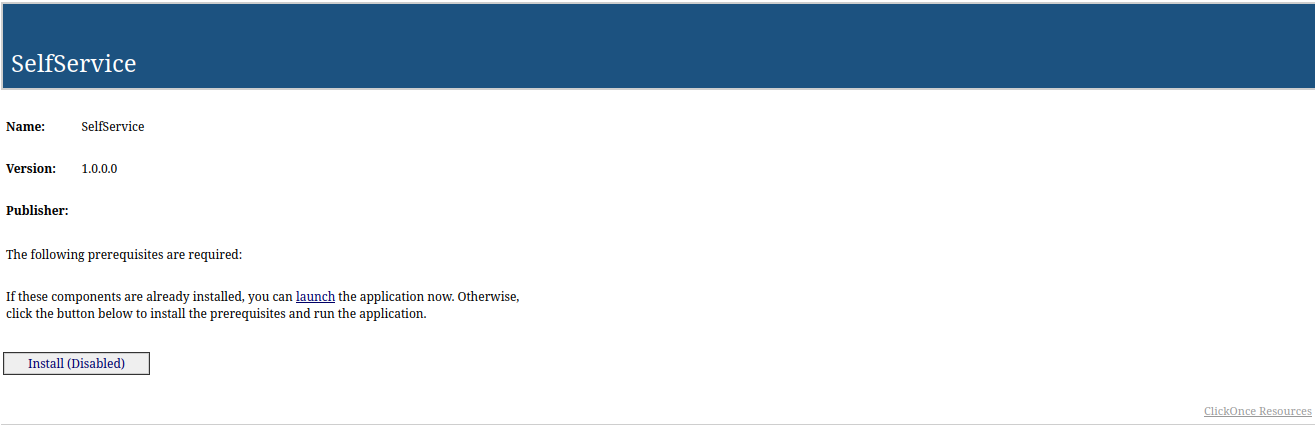 SelfService
Name: SelfService
Version: 1.0.0.0
Publisher:
The following prerequisites are required:
If these components are already installed, you can launch the application now. Otherwise,
click the button below to install the prerequisites and run the application.
Install (Disabled)
ClickOnce Resources